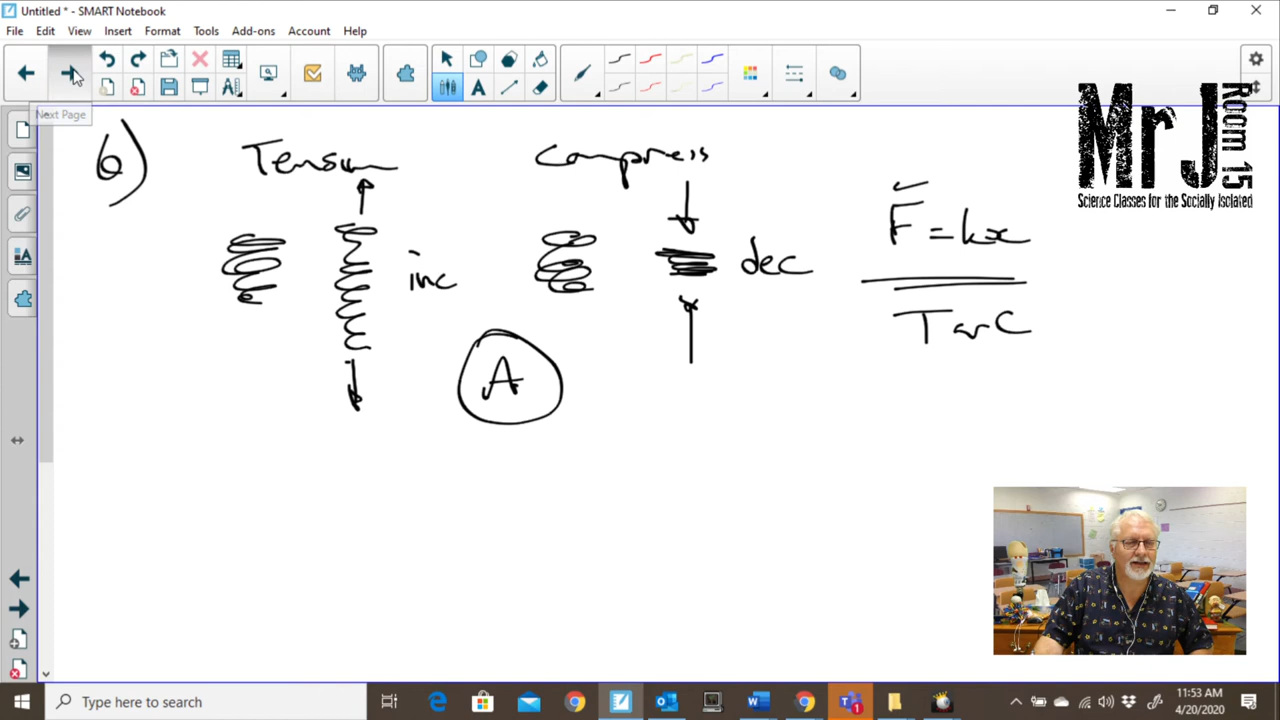 Untitled * - SMART Notebook
File Edit View Insert Format Tools Add-ons Account Help
Next Page
Mr J
Room 15
Science Classes for the Socially Isolated
6)
Tension
Compress
F = kx
inc
dec
T or C
A
Type here to search
1
11:53 AM
4/20/2020